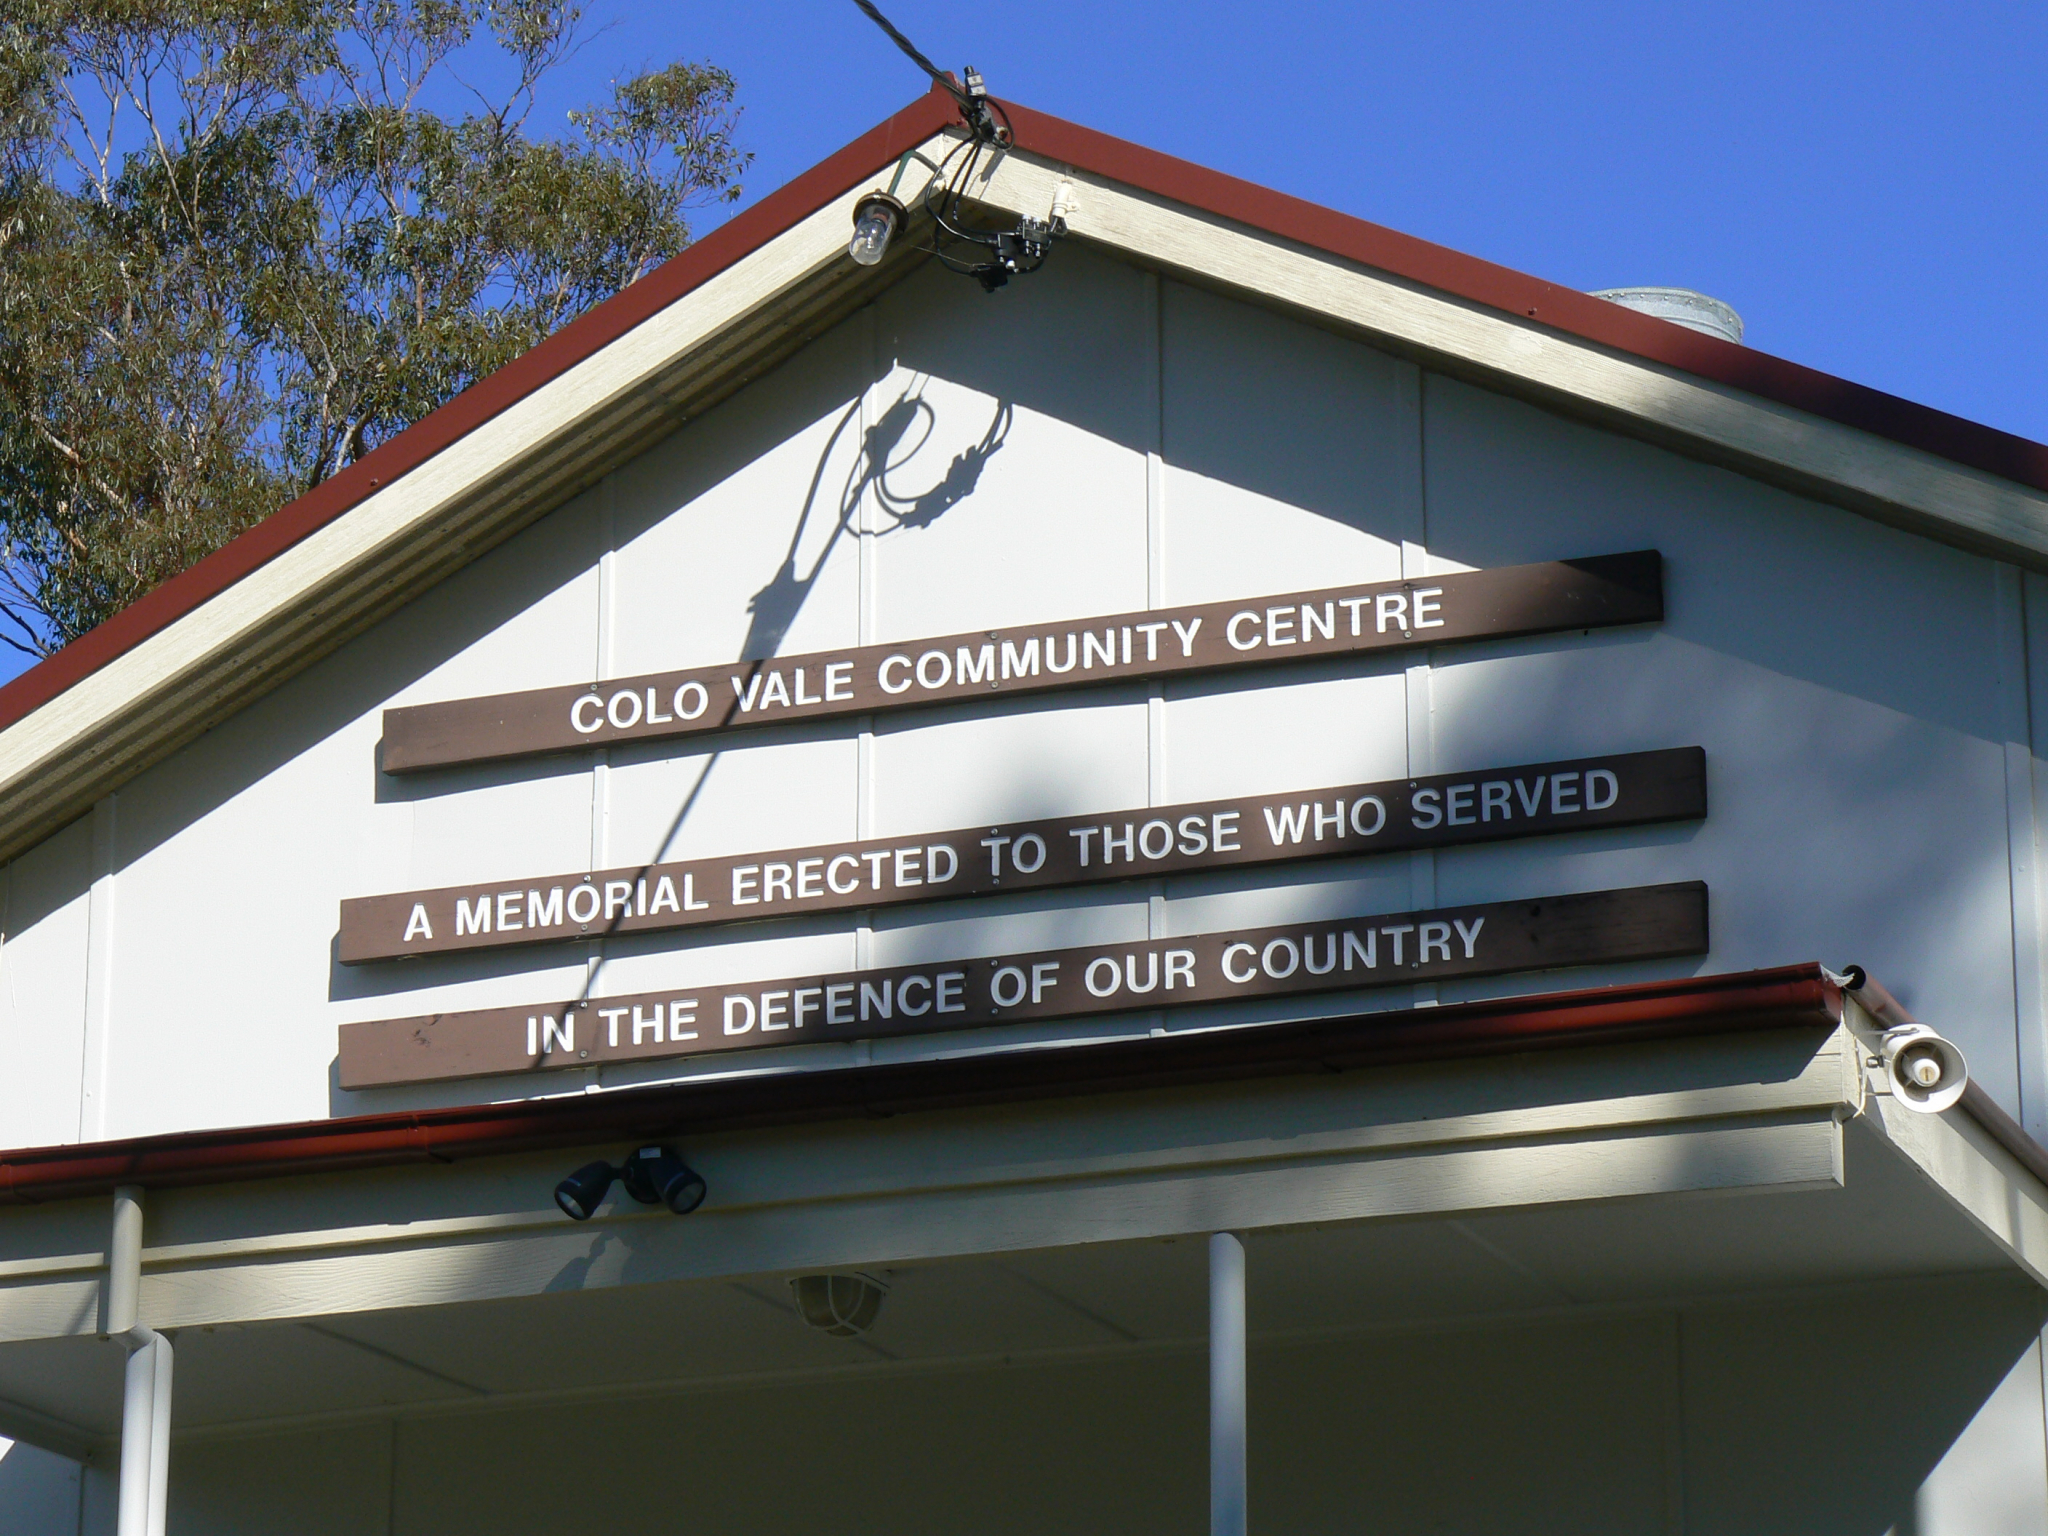 COLO VALE COMMUNITY CENTRE
A MEMORIAL ERECTED TO THOSE WHO SERVED
IN THE DEFENCE OF OUR COUNTRY